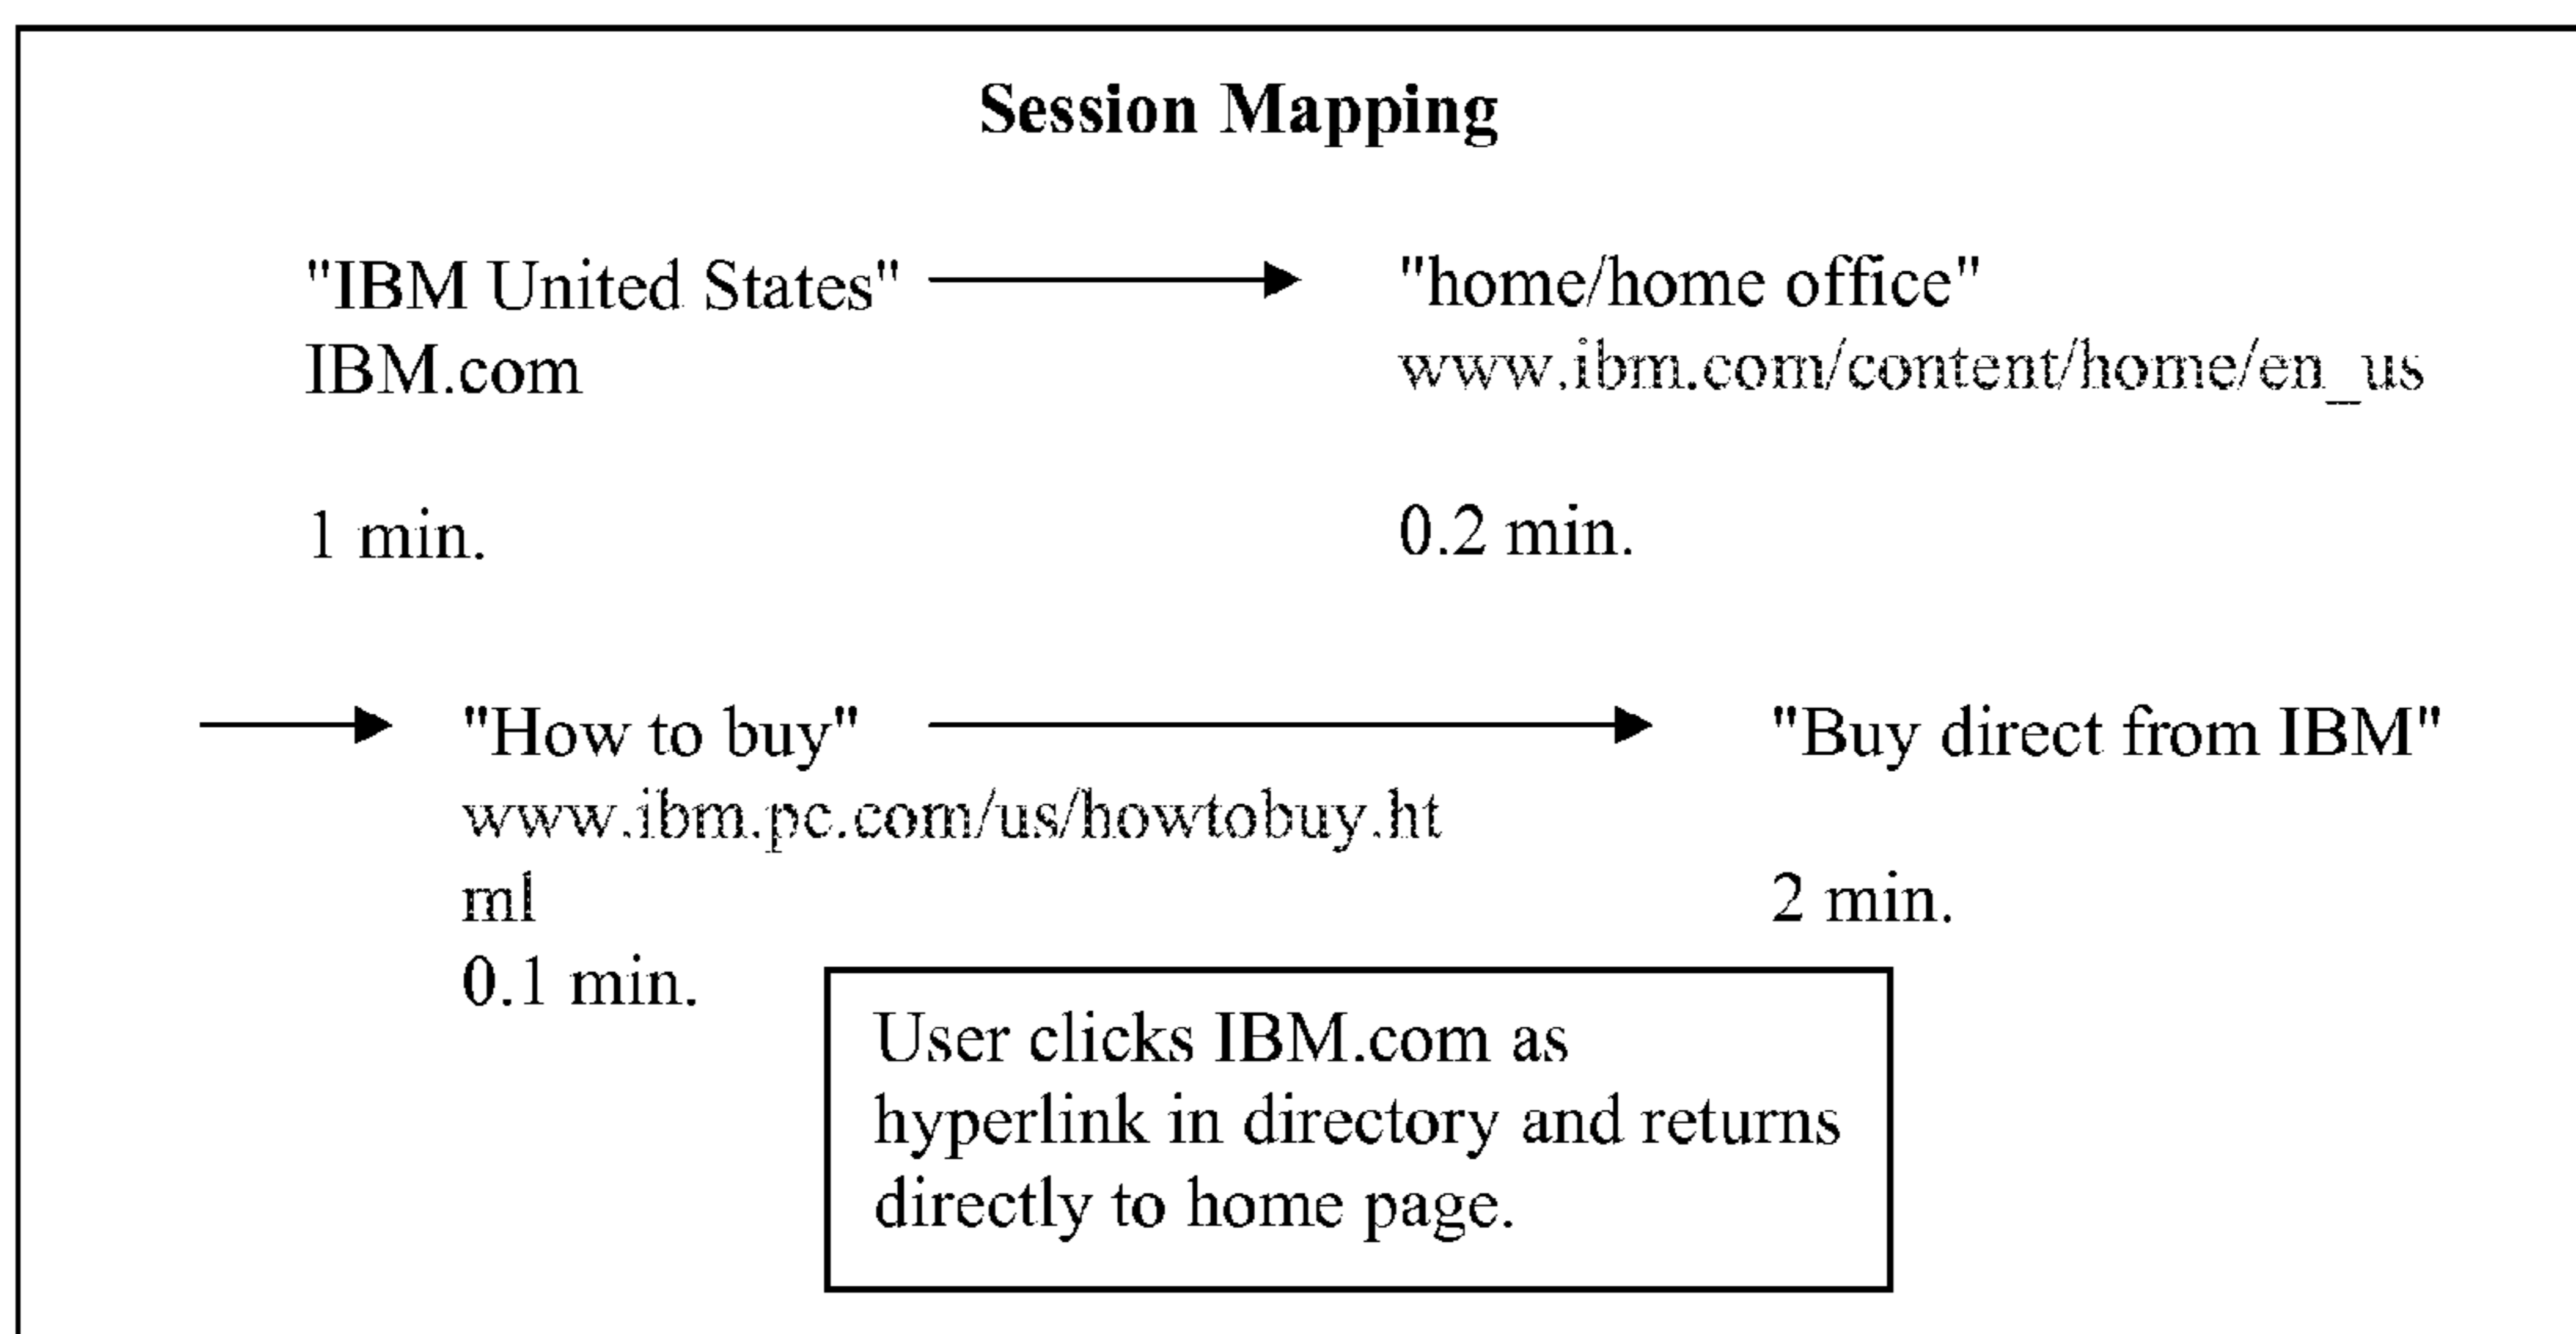 Session Mapping
"IBM United States" "home/home office"
IBM.com www.ibm.com/content/home/en_us
1 min. 0.2 min.
"How to buy" "Buy direct from IBM"
www.ibm.pc.com/us/howtobuy.ht
ml 2 min.
0.1 min.
User clicks IBM.com as
hyperlink in directory and returns
directly to home page.